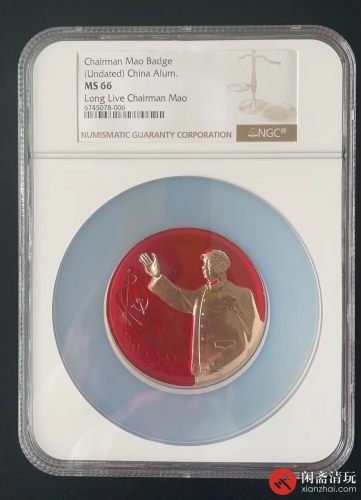 Chairman Mao Badge
(Undated) China Alum.
MS 66
Long Live Chairman Mao
6745078-006
NUMISMATIC GUARANTY CORPORATION
NGC®
闲斋清玩
xianzhai.com